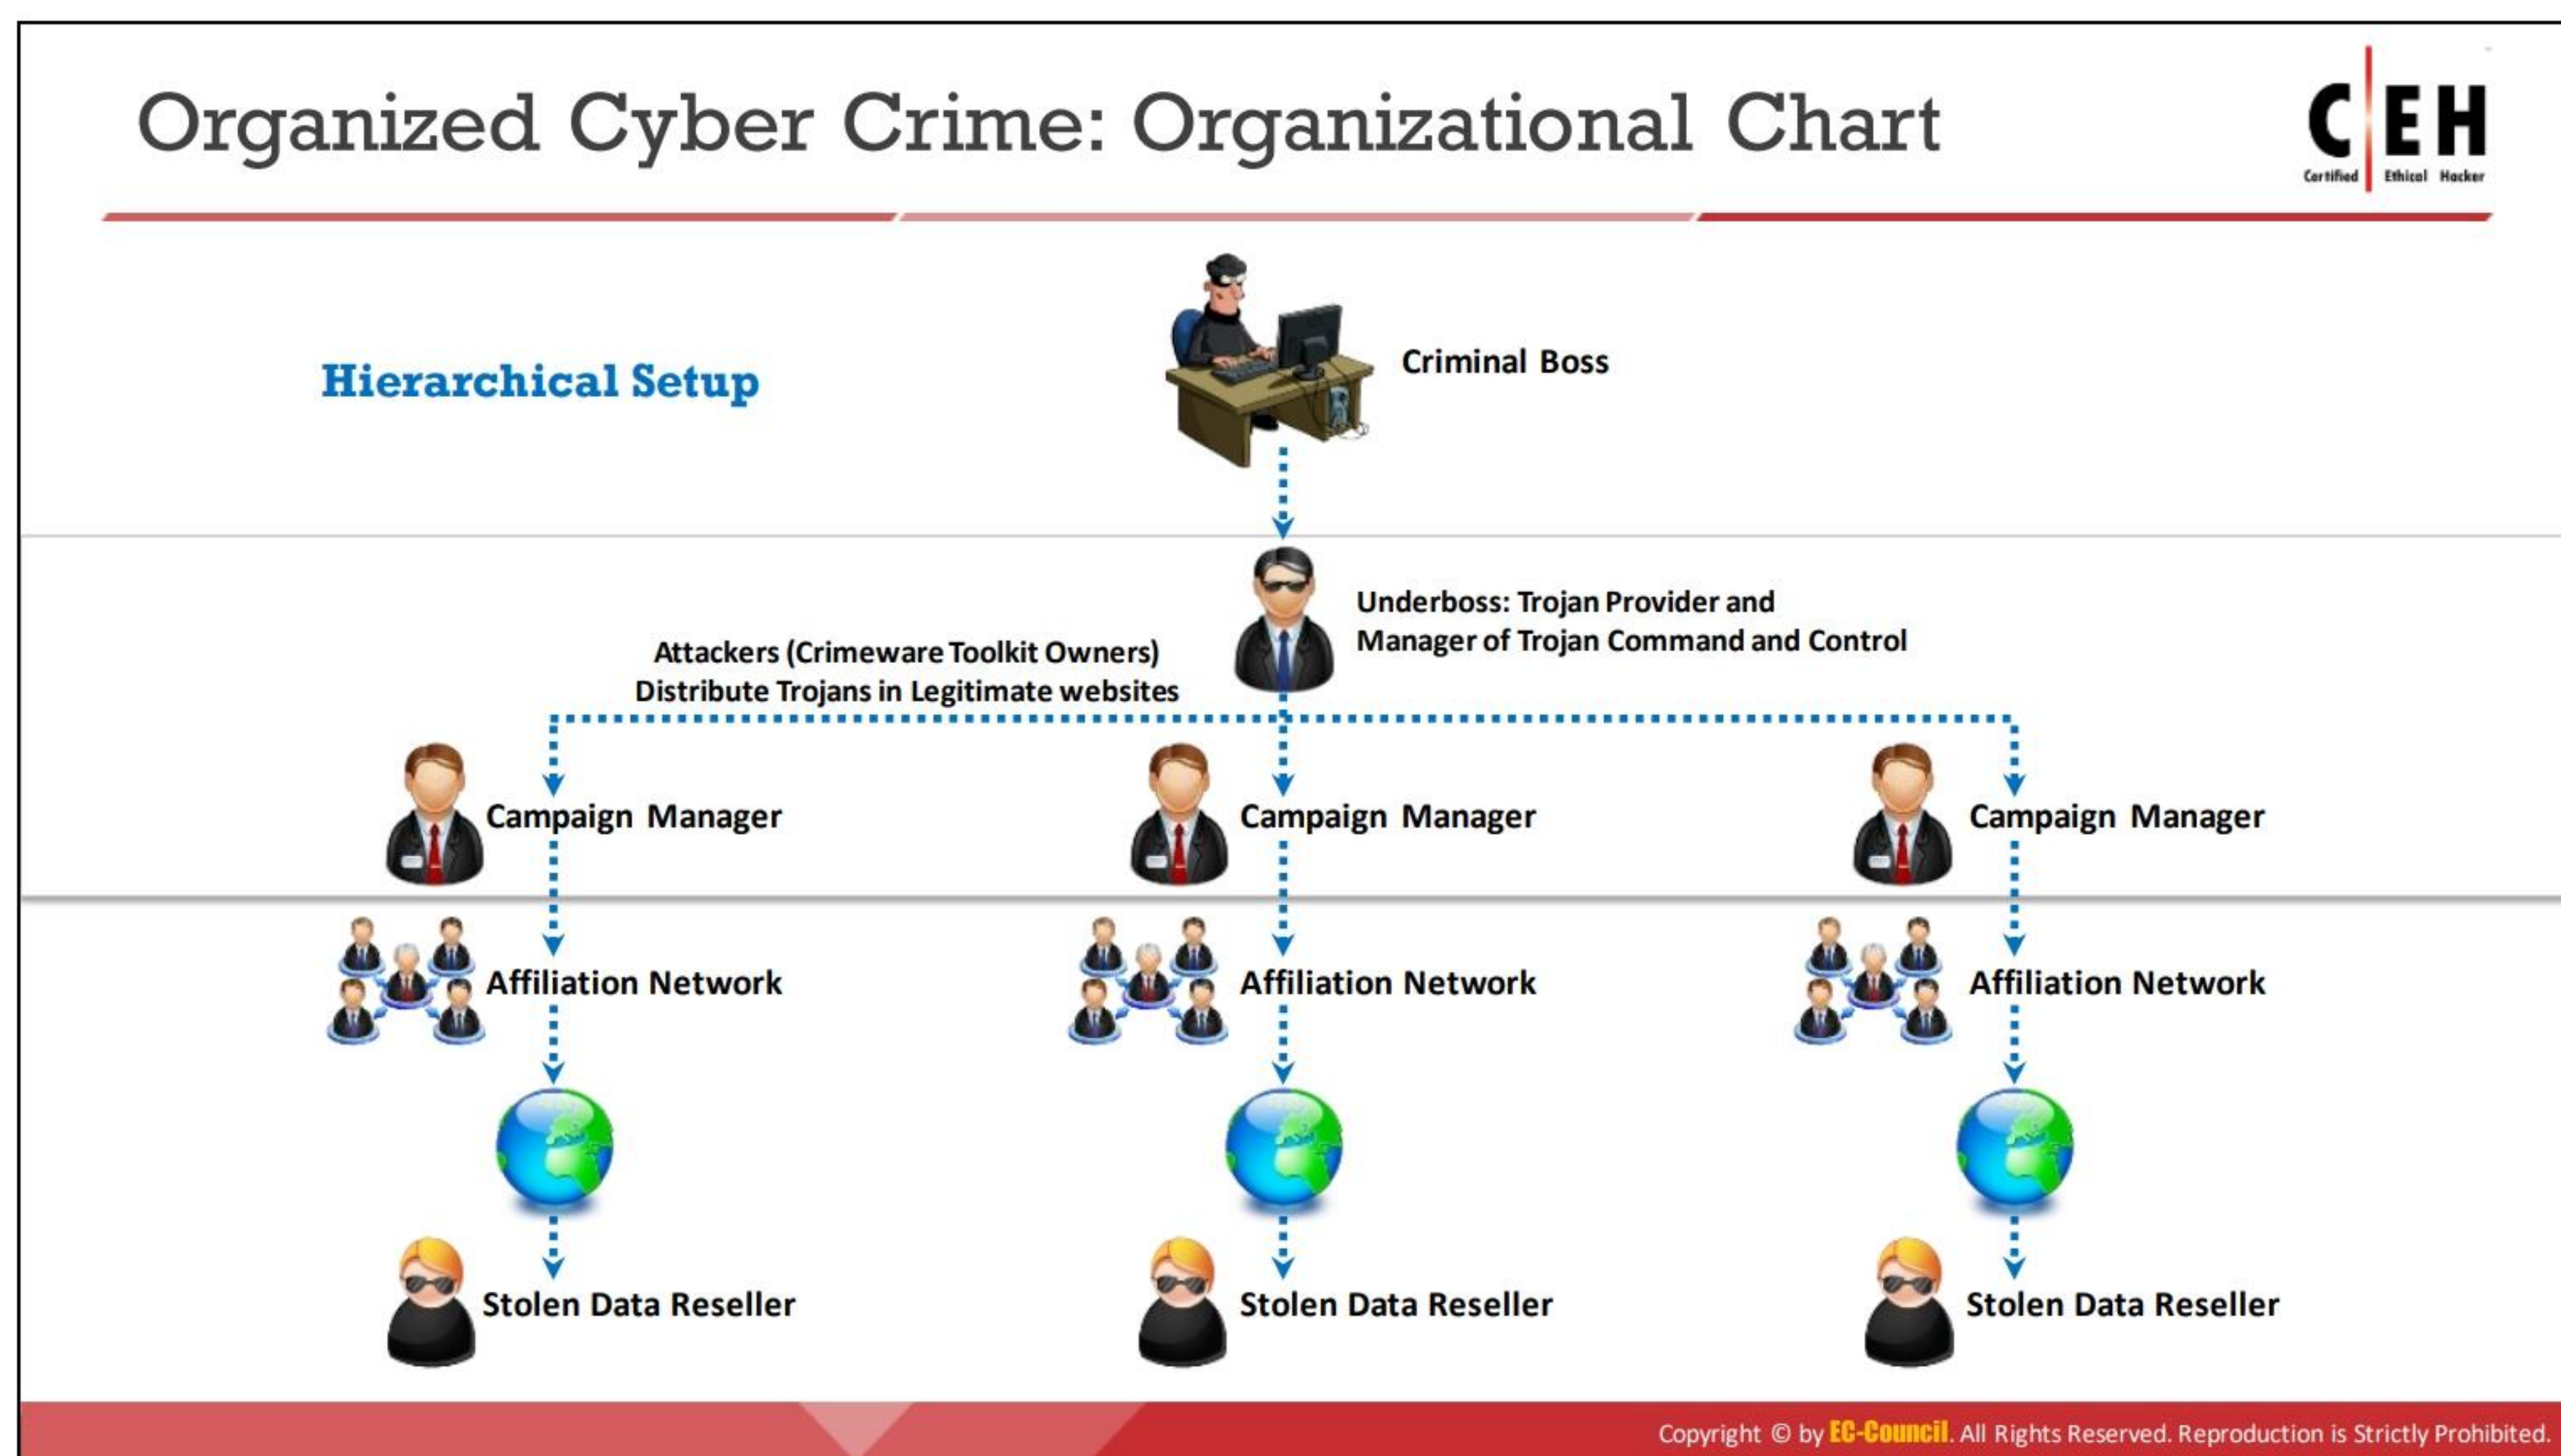 Organized Cyber Crime: Organizational Chart
C EH
Certified Ethical Hacker
Hierarchical Setup
Criminal Boss
Underboss: Trojan Provider and
Manager of Trojan Command and Control
Attackers (Crimeware Toolkit Owners)
Distribute Trojans in Legitimate websites
Campaign Manager
Campaign Manager
Campaign Manager
Affiliation Network
Affiliation Network
Affiliation Network
Stolen Data Reseller
Stolen Data Reseller
Stolen Data Reseller
Copyright © by EC-Council. All Rights Reserved. Reproduction is Strictly Prohibited.